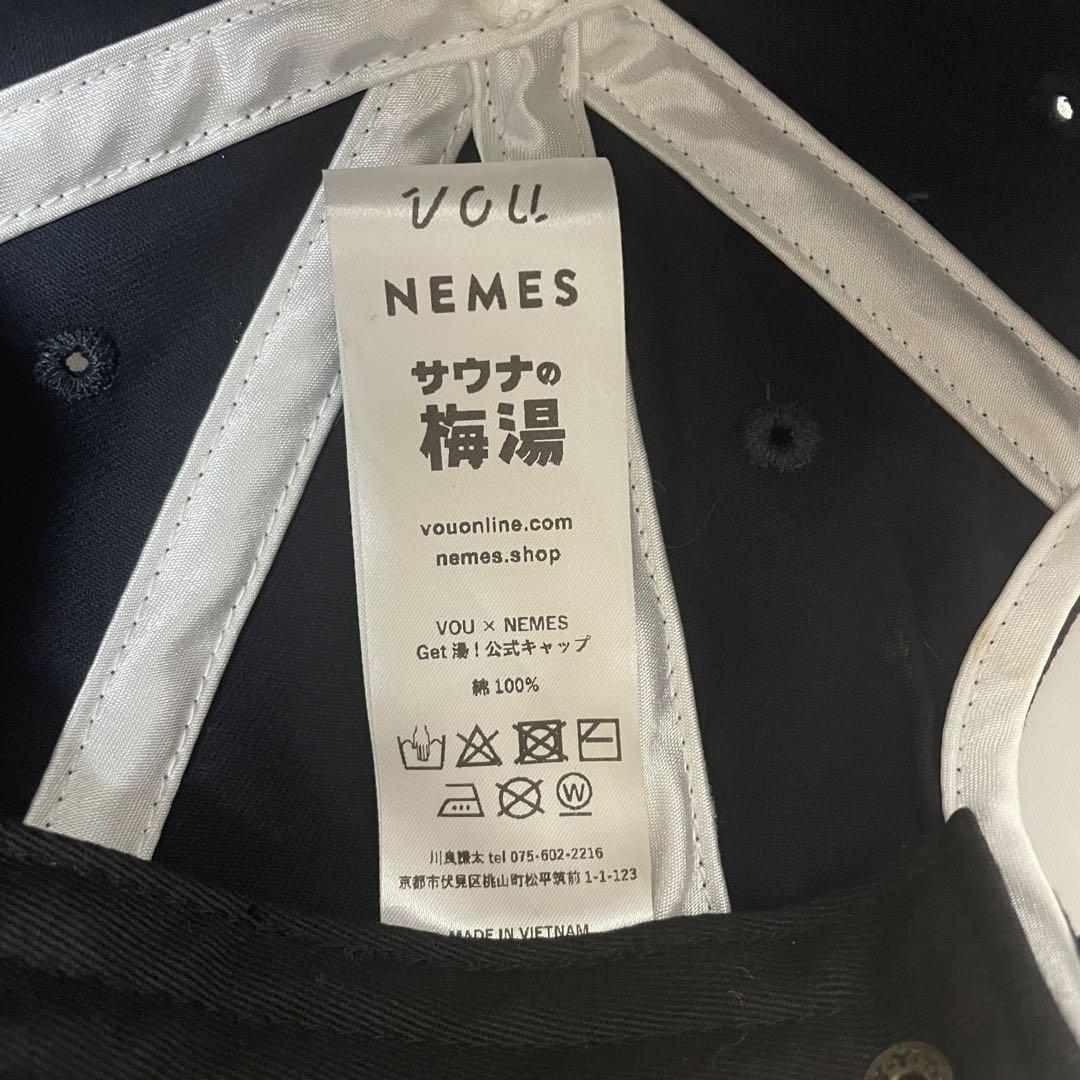 VOU
NEMES
サウナの
梅湯
vouonline.com
nemes.shop
VOU × NEMES
Get 湯！公式キャップ
綿 100%
W
川良謙太 tel 075-602-2216
京都市伏見区桃山町松平筑前 1-1-123
MADE IN VIETNAM